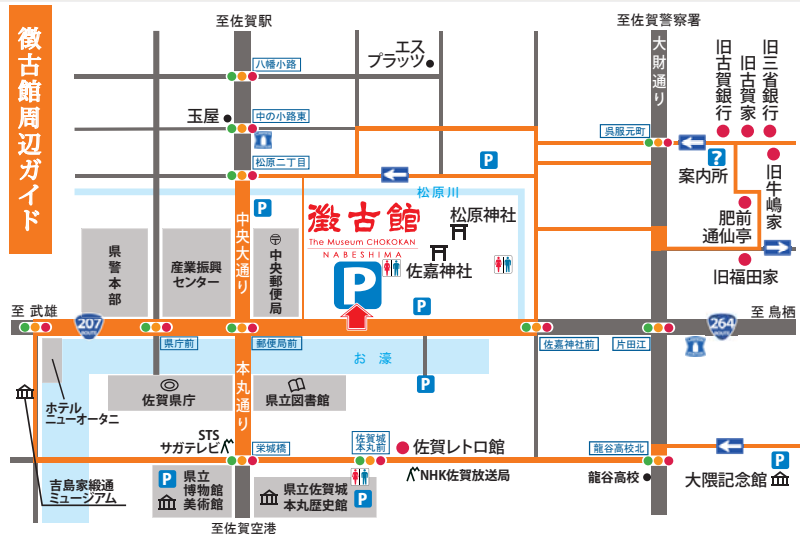 徴古館周辺ガイド
至佐賀駅
至佐賀警察署
エス
プラッツ
八幡小路
大財通り
旧古賀銀行
旧古賀家
旧三省銀行
玉屋
中の小路東
呉服元町
P
?
案内所
松原二丁目
松原川
旧牛嶋家
P
中央大通り
徴古館
The Museum CHOKOKAN
NABESHIMA
松原神社
肥前
通仙亭
県警本部
産業振興
センター
〒
中央郵便局
P
佐嘉神社
旧福田家
P
至 武雄
至 鳥栖
207
ROUTE
264
ROUTE
県庁前
郵便局前
佐嘉神社前
片田江
お濠
本丸通り
P
佐賀県庁
県立図書館
ホテル
ニューオータニ
STS
サガテレビ
栄城橋
佐賀城
本丸前
佐賀レトロ館
龍谷高校北
NHK佐賀放送局
龍谷高校
P
大隈記念館
吉島家緞通
ミュージアム
P
県立
博物館
美術館
県立佐賀城
本丸歴史館
P
至佐賀空港